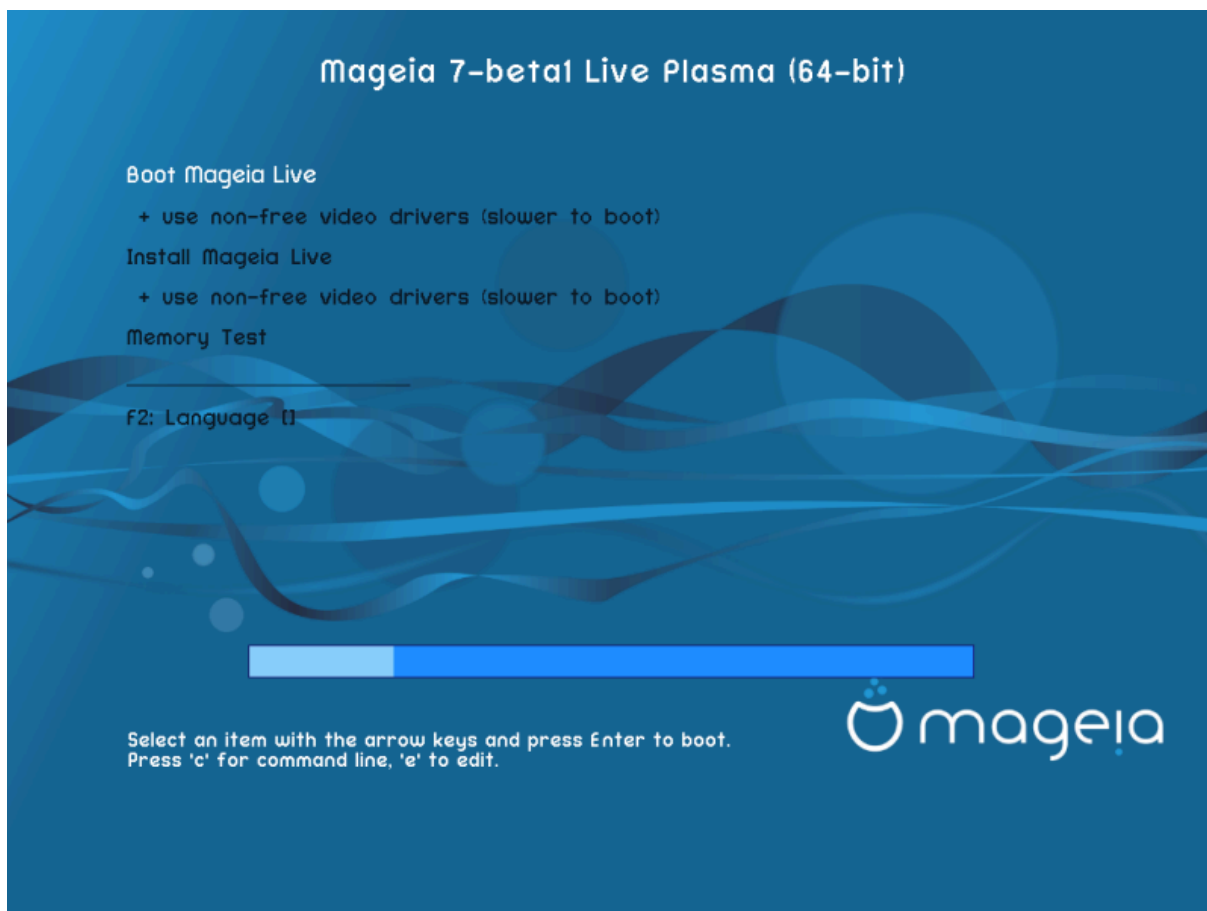 Mageia 7-beta1 Live Plasma (64-bit)
Boot Mageia Live
+ use non-free video drivers (slower to boot)
Install Mageia Live
+ use non-free video drivers (slower to boot)
Memory Test
F2: Language []
mageia
Select an item with the arrow keys and press Enter to boot.
Press 'c' for command line, 'e' to edit.